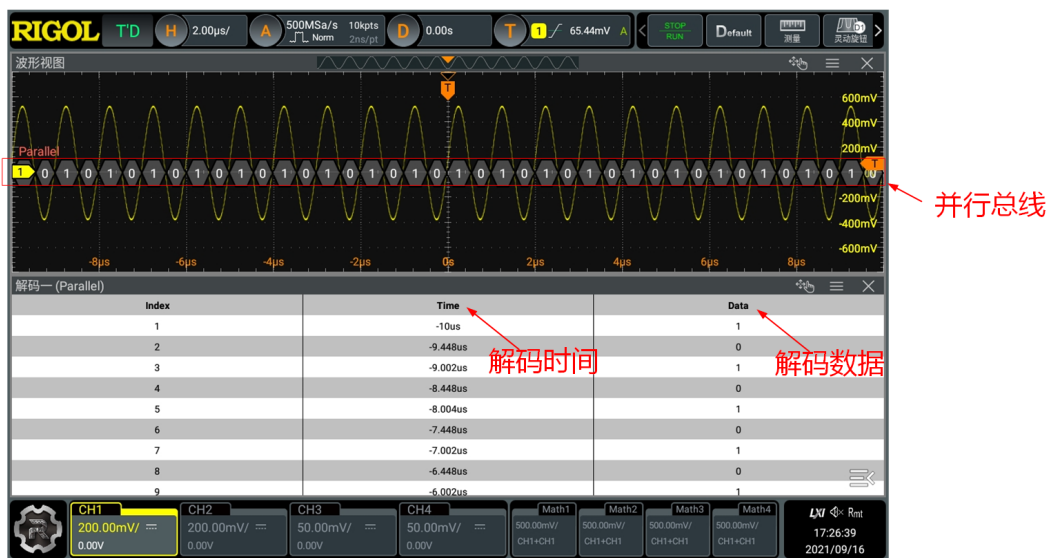 RIGOL T'D H 2.00μs/ A 500MSa/s 10kpts Norm 2ns/pt D 0.00s T 1 65.44mV A STOP RUN Default 测量 灵动旋钮
波形视图
T
600mV
400mV
200mV
Parallel
T
1 0 1 0 1 0 1 0 1 0 1 0 1 0 1 0 1 0 1 0 1 0 1 0 1 0 1 0 1 0 1 0 1 0 1 0 1 0 1
并行总线
-200mV
-400mV
-600mV
-8μs -6μs -4μs -2μs 0s 2μs 4μs 6μs 8μs
解码一 (Parallel)
Index Time Data
1 -10us 1
2 -9.448us 0
解码时间 解码数据
3 -9.002us 1
4 -8.448us 0
5 -8.004us 1
6 -7.448us 0
7 -7.002us 1
8 -6.448us 0
9 -6.002us 1
CH1 CH2 CH3 CH4 Math1 Math2 Math3 Math4
200.00mV/ 200.00mV/ 50.00mV/ 50.00mV/ 500.00mV/ 500.00mV/ 500.00mV/ 500.00mV/
0.00V 0.00V 0.00V 0.00V CH1+CH1 CH1+CH1 CH1+CH1 CH1+CH1
LXI Rmt
17:26:39
2021/09/16